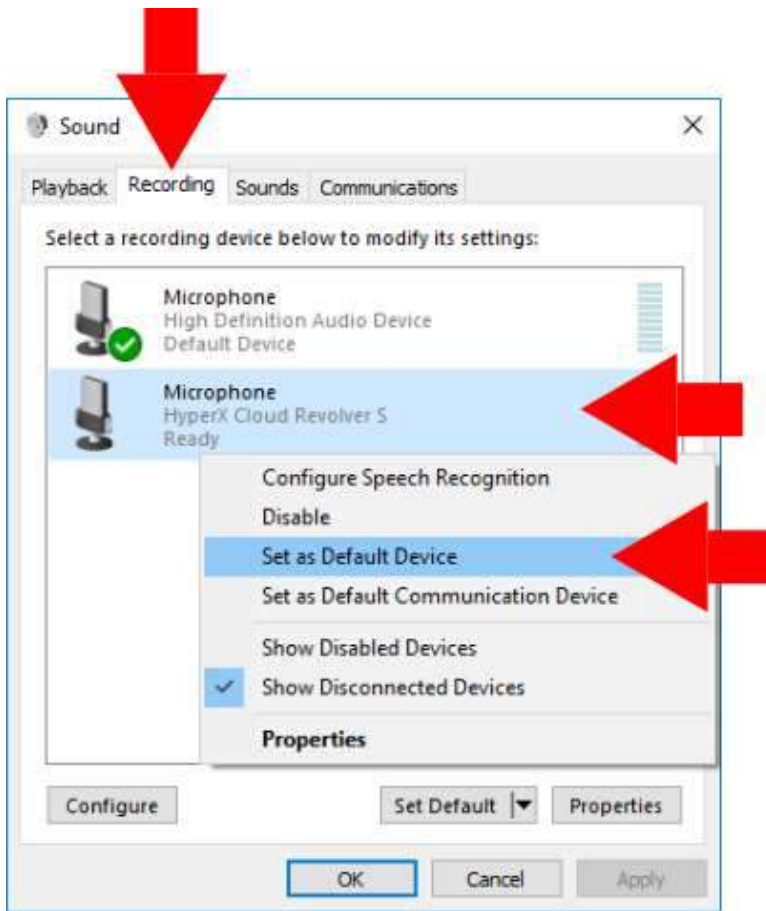 Sound
Playback Recording Sounds Communications
Select a recording device below to modify its settings:
Microphone
High Definition Audio Device
Default Device
Microphone
HyperX Cloud Revolver S
Ready
Configure Speech Recognition
Disable
Set as Default Device
Set as Default Communication Device
Show Disabled Devices
Show Disconnected Devices
Properties
Configure Set Default Properties
OK Cancel Apply